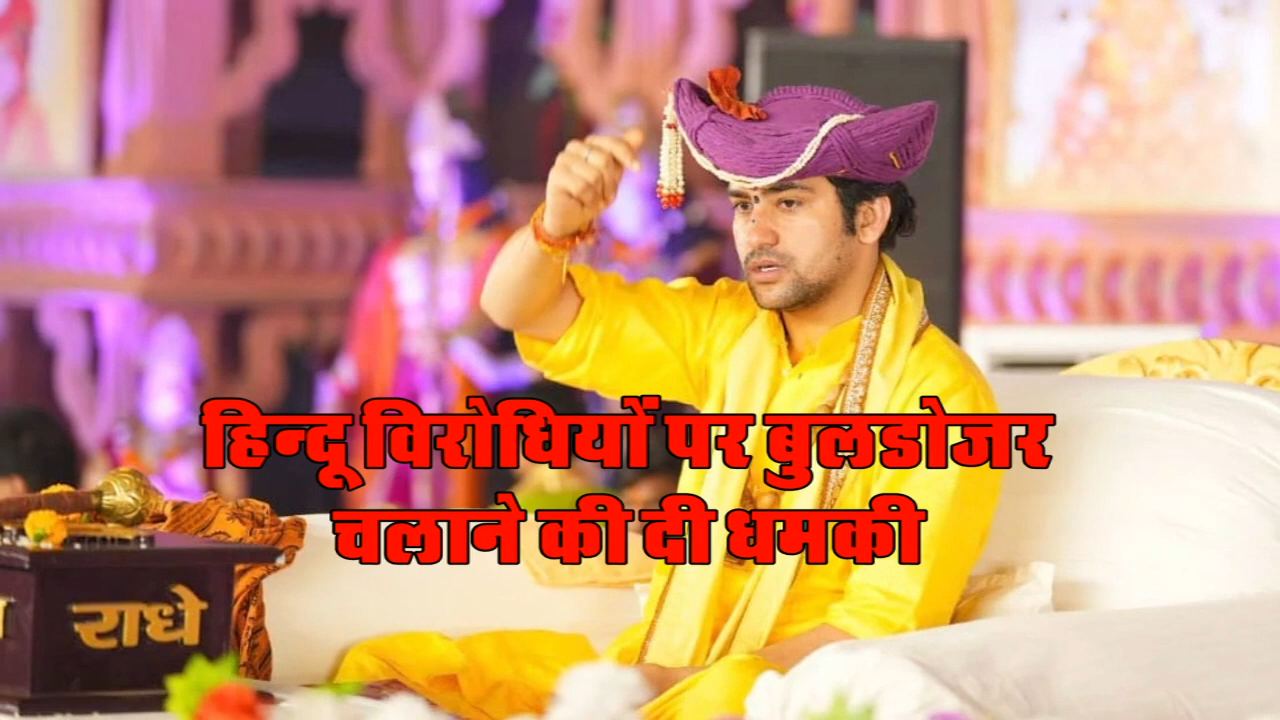 हिन्दू विरोधियों पर बुलडोजर
चलाने की दी धमकी
राधे